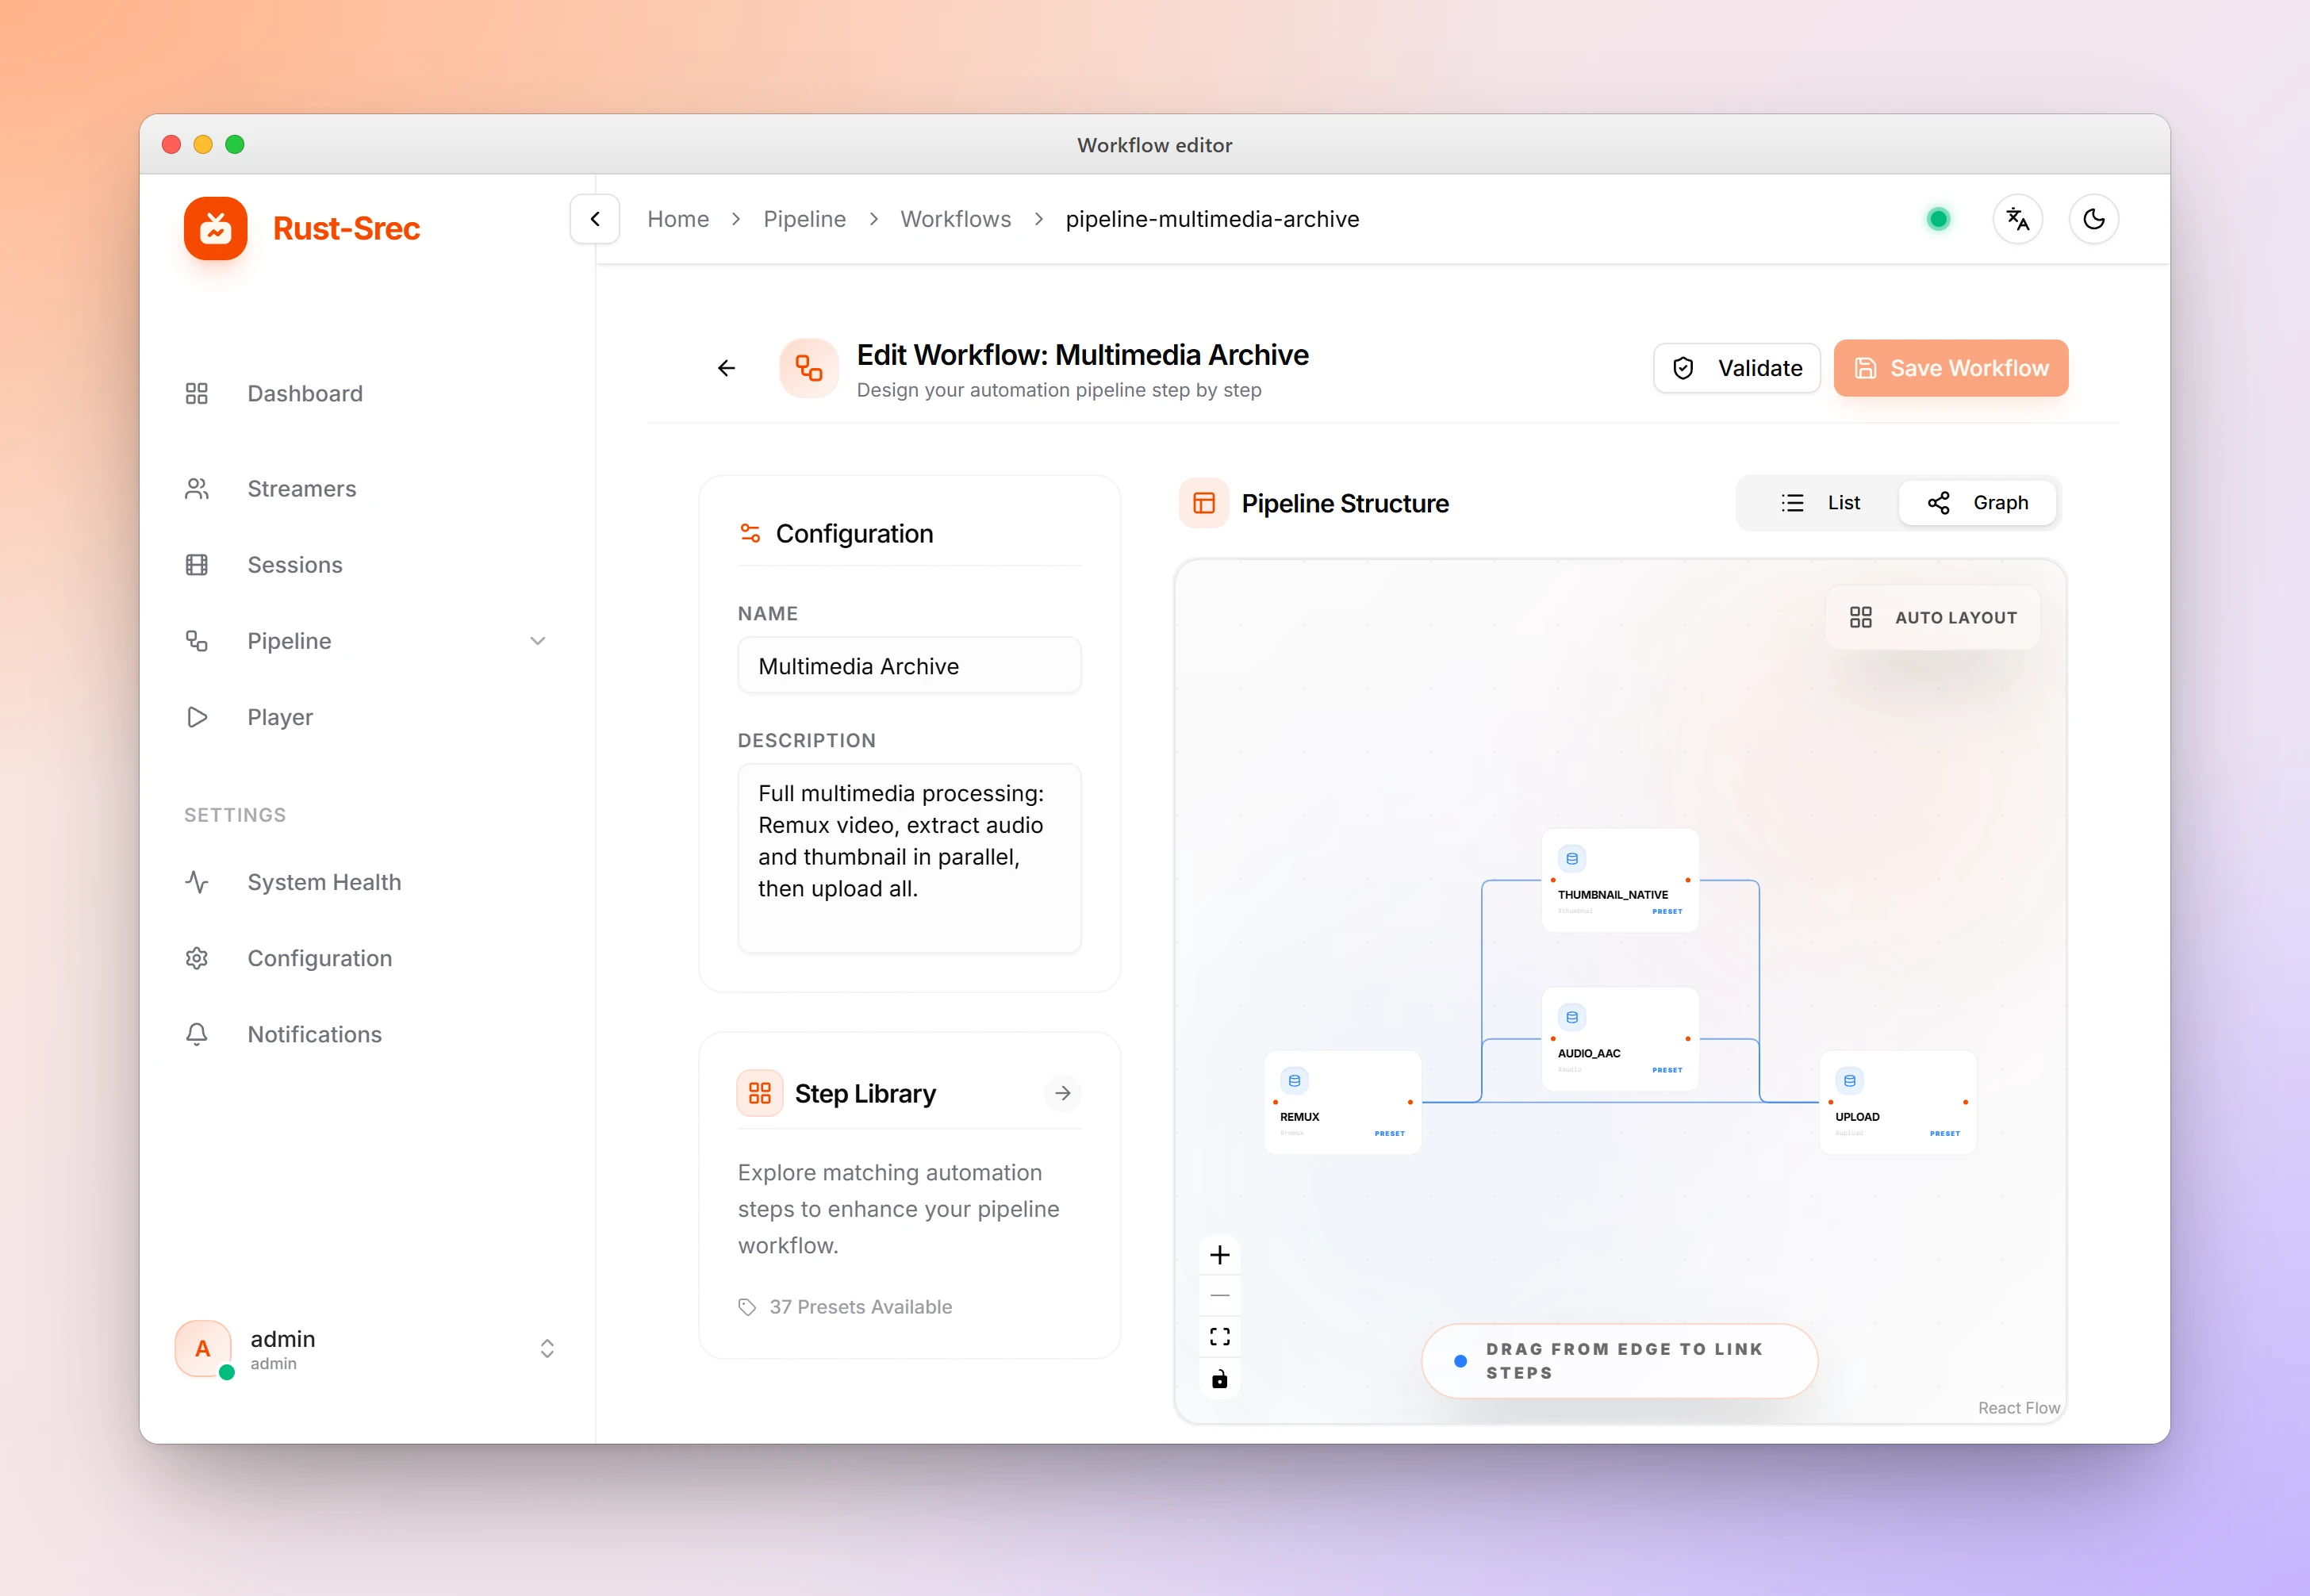 Workflow editor
Rust-Srec
Home > Pipeline > Workflows > pipeline-multimedia-archive
Dashboard
Streamers
Sessions
Pipeline
Player
SETTINGS
System Health
Configuration
Notifications
A
admin
admin
Edit Workflow: Multimedia Archive
Design your automation pipeline step by step
Validate
Save Workflow
Configuration
NAME
Multimedia Archive
DESCRIPTION
Full multimedia processing:
Remux video, extract audio
and thumbnail in parallel,
then upload all.
Step Library
Explore matching automation
steps to enhance your pipeline
workflow.
37 Presets Available
Pipeline Structure
List
Graph
AUTO LAYOUT
THUMBNAIL_NATIVE
#thumbnai
PRESET
AUDIO_AAC
#audio
PRESET
REMUX
#remux
PRESET
UPLOAD
#upload
PRESET
DRAG FROM EDGE TO LINK
STEPS
React Flow